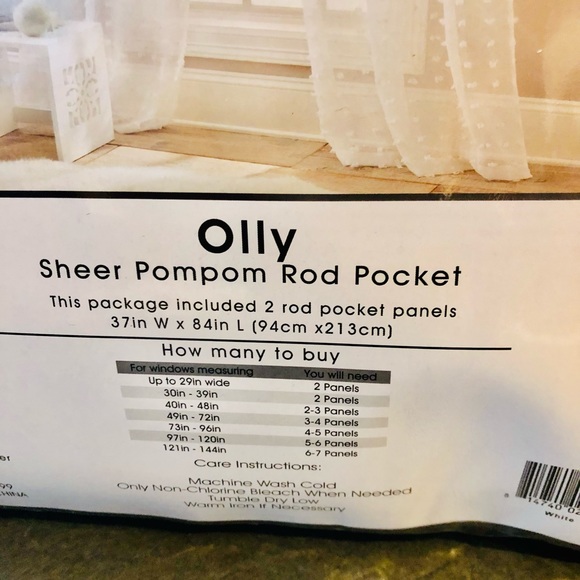 Olly
Sheer Pompom Rod Pocket
This package included 2 rod pocket panels
37in W x 84in L (94cm x213cm)
How many to buy
For windows measuring You will need
Up to 29in wide 2 Panels
30in - 39in 2 Panels
40in - 48in 2-3 Panels
49in - 72in 3-4 Panels
73in - 96in 4-5 Panels
97in - 120in 5-6 Panels
121in - 144in 6-7 Panels
Care Instructions:
Machine Wash Cold
Only Non-Chlorine Bleach When Needed
Tumble Dry Low
Warm Iron If Necessary
White